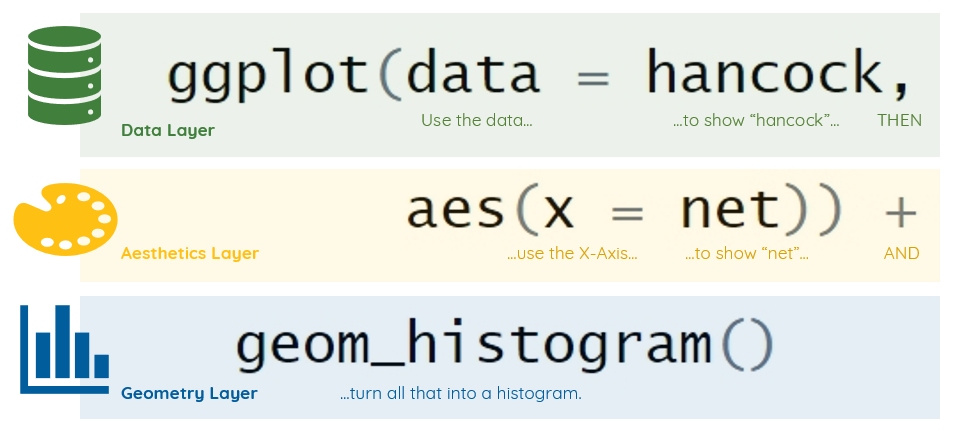 ggplot(data = hancock,
Use the data... ...to show “hancock”... THEN
Data Layer
aes(x = net)) +
Aesthetics Layer ...use the X-Axis... ...to show “net”... AND
geom_histogram()
Geometry Layer ...turn all that into a histogram.